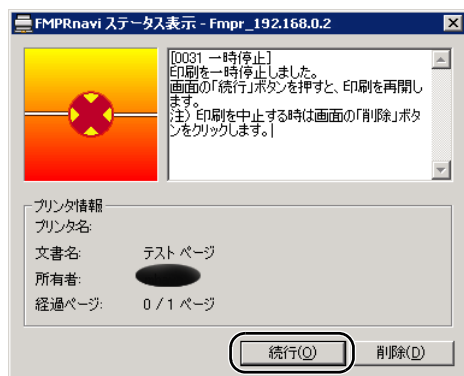 FMPRnavi ステータス表示 - Fmpr_192.168.0.2
[0031 一時停止]
印刷を一時停止しました。
画面の「続行」ボタンを押すと、印刷を再開し
ます。
注) 印刷を中止する時は画面の「削除」ボタ
ンをクリックします。
プリンタ情報
プリンタ名:
文書名: テスト ページ
所有者:
経過ページ: 0 / 1 ページ
続行(O) 削除(D)